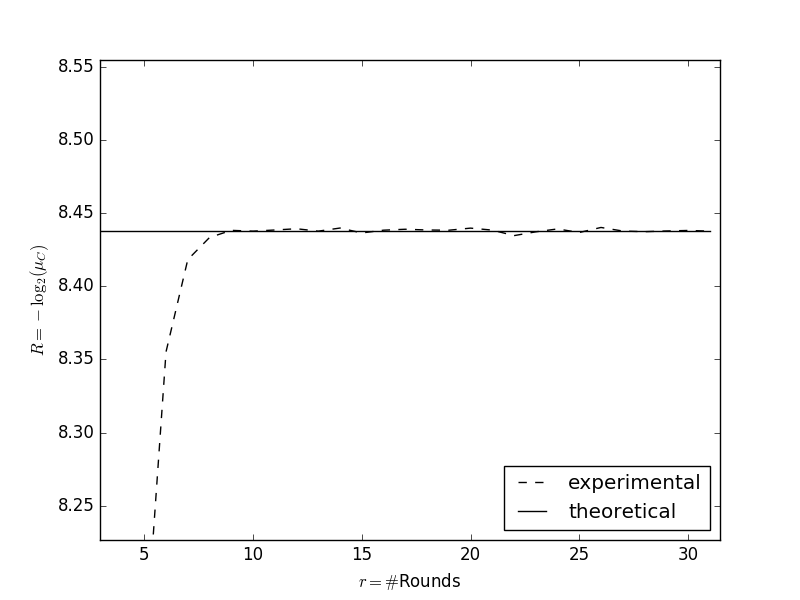 8.55
8.50
8.45
8.40
8.35
8.30
8.25
R = −log₂(μ_C)
experimental
theoretical
5 10 15 20 25 30
r = #Rounds